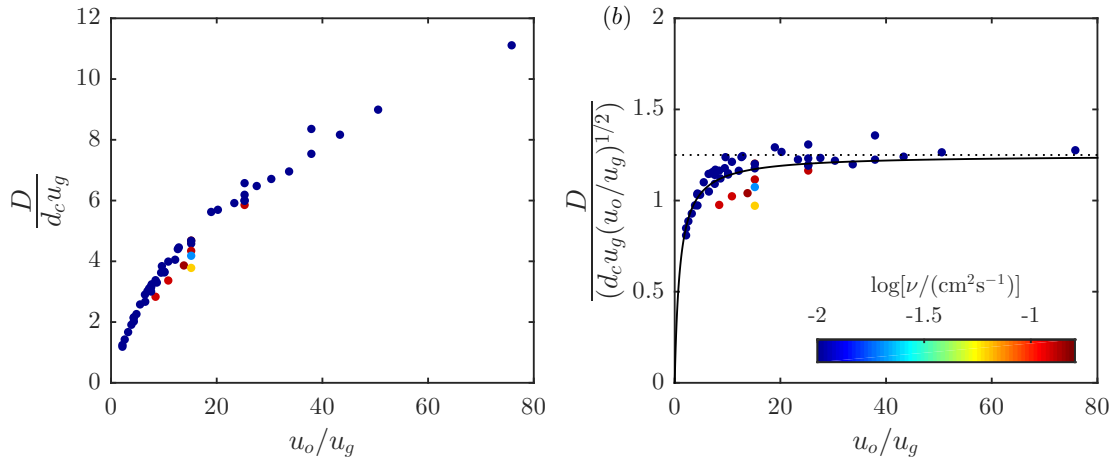 12
10
8
6
4
2
0
D
d_c u_g
0 20 40 60 80
u_o/u_g
(b)
2
1.5
1
0.5
0
D
(d_c u_g(u_o/u_g)^{1/2})
log[ν/(cm²s⁻¹)]
-2 -1.5 -1
0 20 40 60 80
u_o/u_g